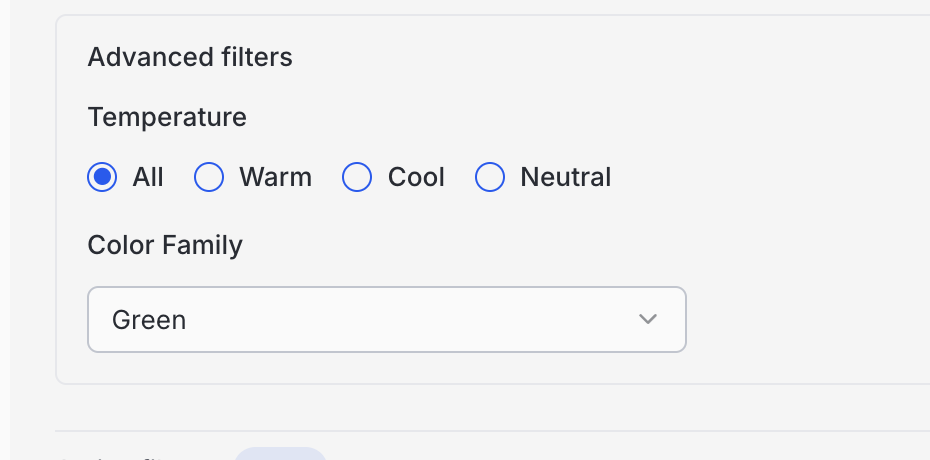 Advanced filters
Temperature
All Warm Cool Neutral
Color Family
Green